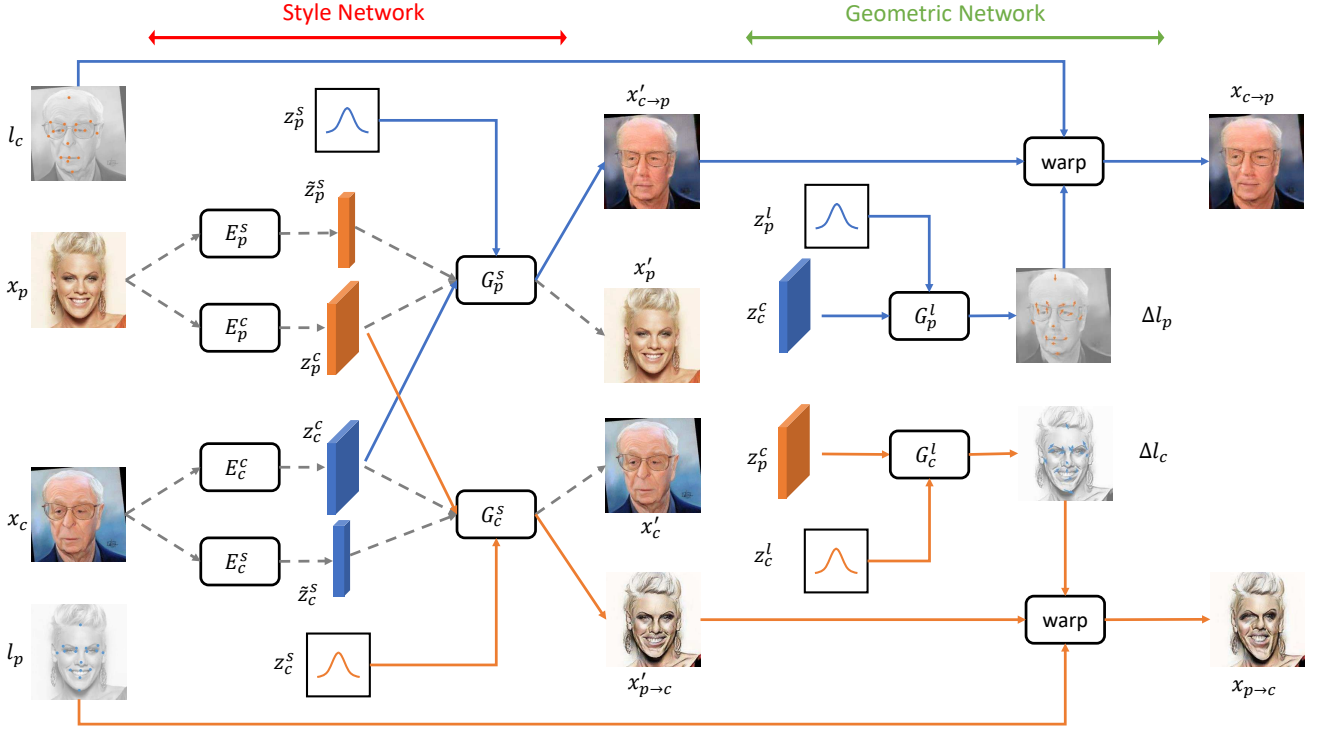 Style Network
Geometric Network
l_c
z_p^s
x'_{c→p}
x_{c→p}
warp
z̃_p^s
E_p^s
z_p^l
x_p
G_p^s
x'_p
E_p^c
z_c^c
G_p^l
Δl_p
z_p^c
z_c^c
E_c^c
z_p^c
G_c^l
Δl_c
x_c
G_c^s
x'_c
E_c^s
z_c^l
z̃_c^s
l_p
warp
z_c^s
x'_{p→c}
x_{p→c}